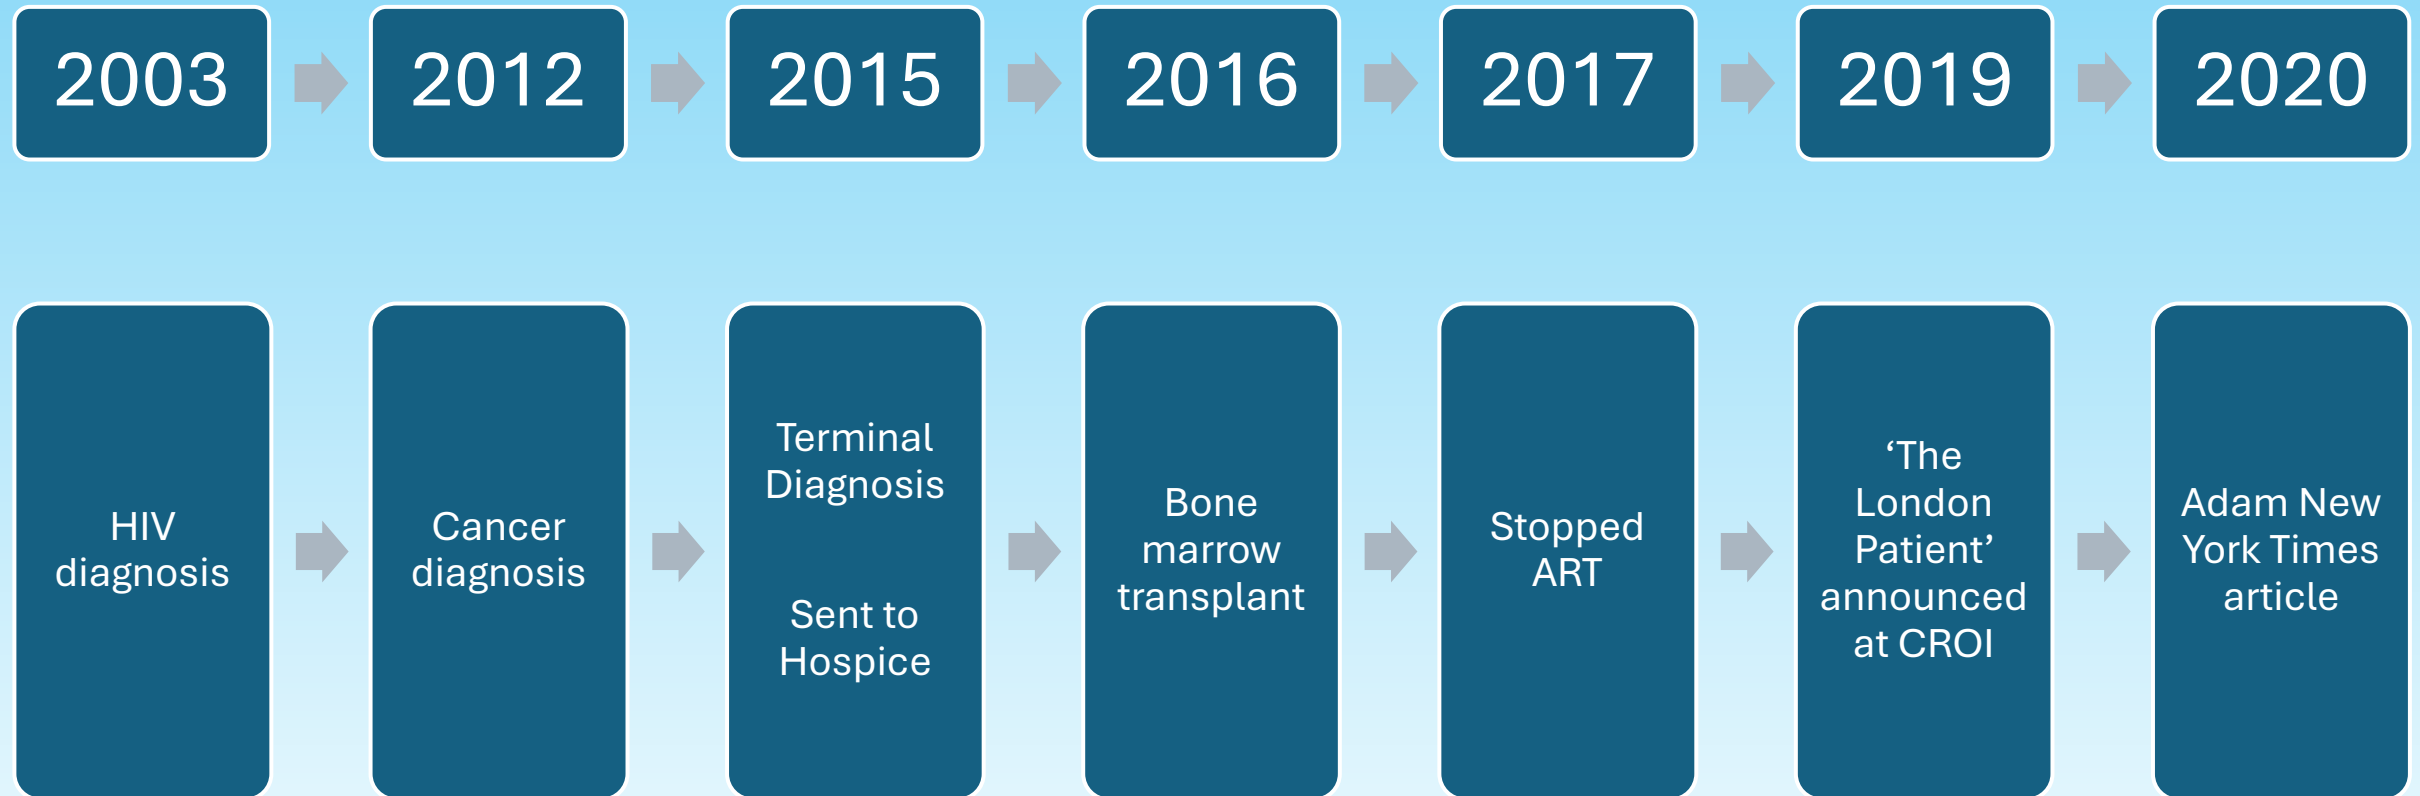 2003
2012
2015
2016
2017
2019
2020
HIV
diagnosis
Cancer
diagnosis
Terminal
Diagnosis
Sent to
Hospice
Bone
marrow
transplant
Stopped
ART
‘The
London
Patient’
announced
at CROI
Adam New
York Times
article